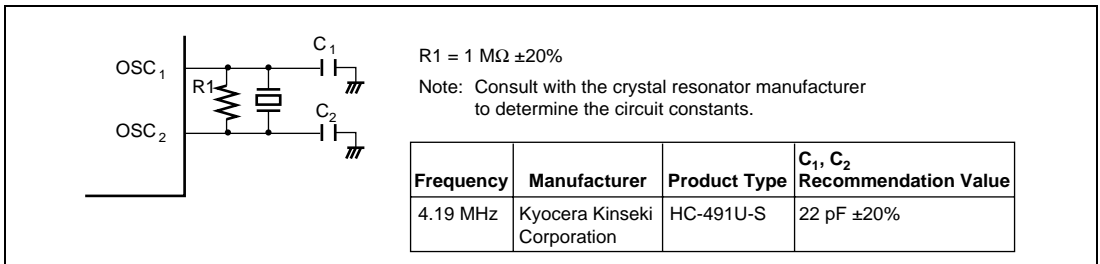 C1
OSC1
R1
C2
OSC2
R1 = 1 MΩ ±20%
Note: Consult with the crystal resonator manufacturer
to determine the circuit constants.
Frequency Manufacturer Product Type C1, C2 Recommendation Value
4.19 MHz Kyocera Kinseki Corporation HC-491U-S 22 pF ±20%